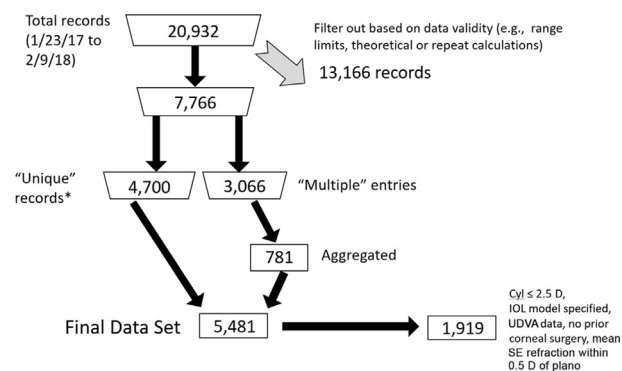 Total records
(1/23/17 to
2/9/18)
20,932
Filter out based on data validity (e.g., range
limits, theoretical or repeat calculations)
13,166 records
7,766
"Unique"
records*
4,700
3,066
"Multiple" entries
781
Aggregated
Final Data Set
5,481
1,919
Cyl ≤ 2.5 D,
IOL model specified,
UDVA data, no prior
corneal surgery, mean
SE refraction within
0.5 D of plano